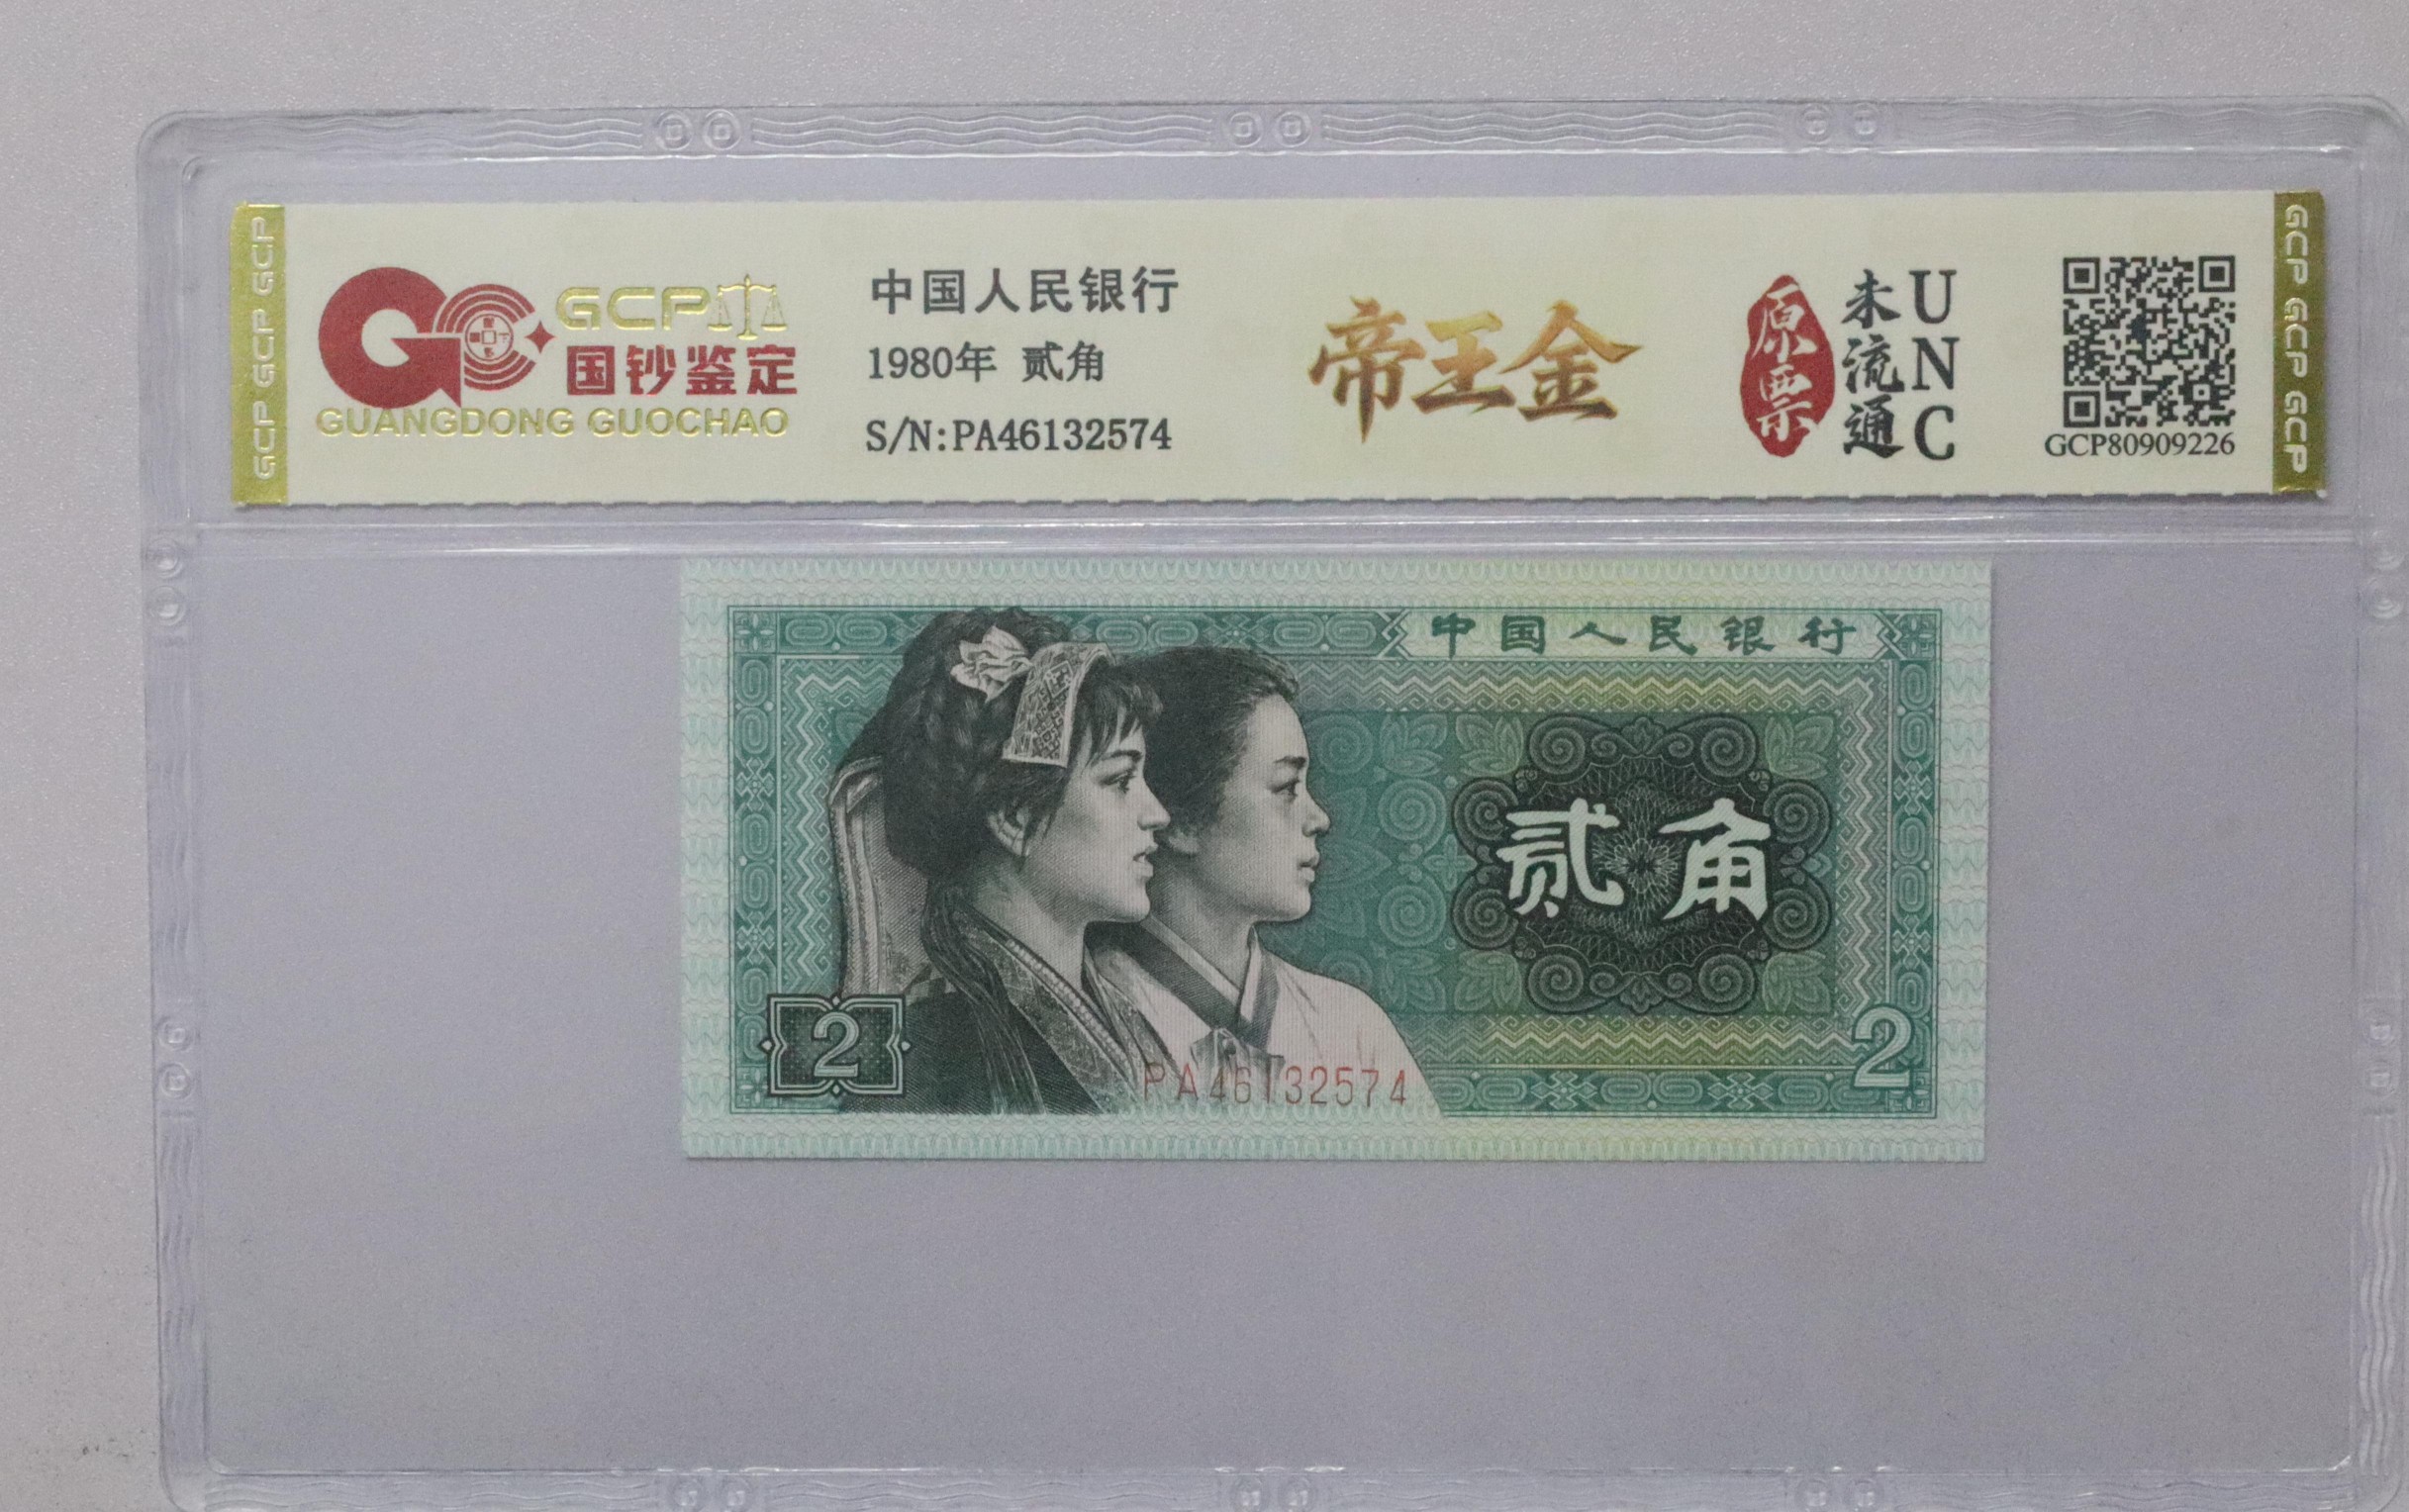 GCP GCP GCP GCP
GCP
国钞鉴定
GUANGDONG GUOCHAO
中国人民银行
1980年 贰角
S/N:PA46132574
帝王金
原票
未流通
UNC
GCP80909226
GCP GCP GCP GCP
中国人民银行
贰角
2
PA46132574
2